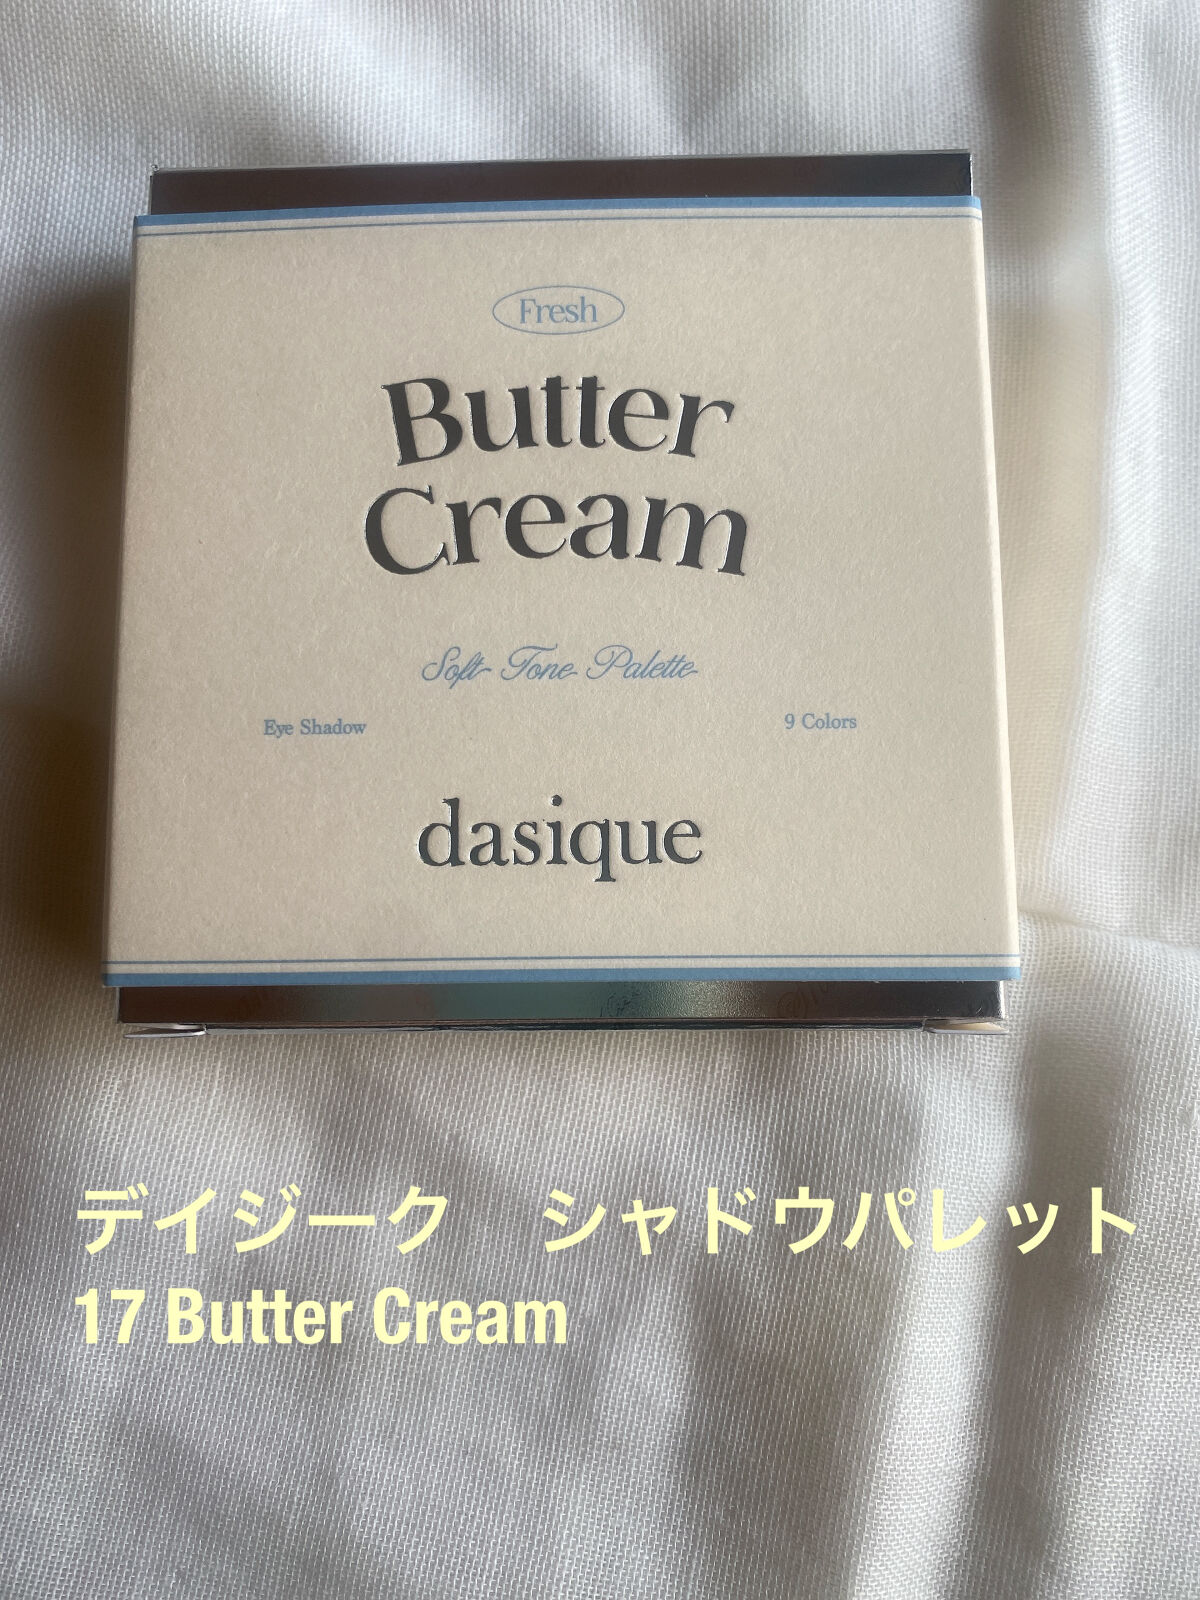 Fresh
Butter
Cream
Soft Tone Palette
Eye Shadow
9 Colors
dasique
デイジーク　シャドウパレット
17 Butter Cream